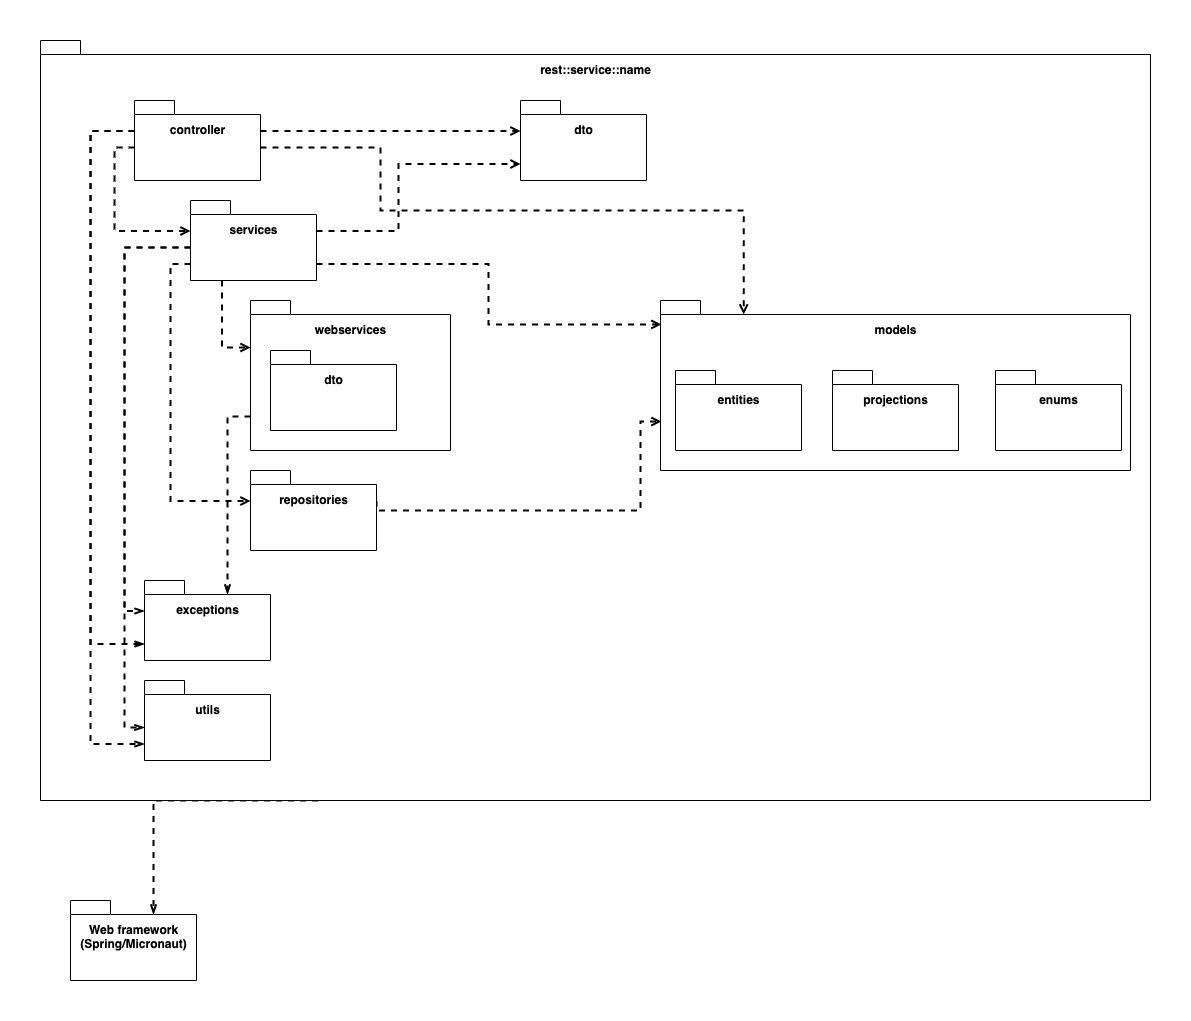 rest::service::name
controller
dto
services
webservices
dto
models
entities
projections
enums
repositories
exceptions
utils
Web framework
(Spring/Micronaut)